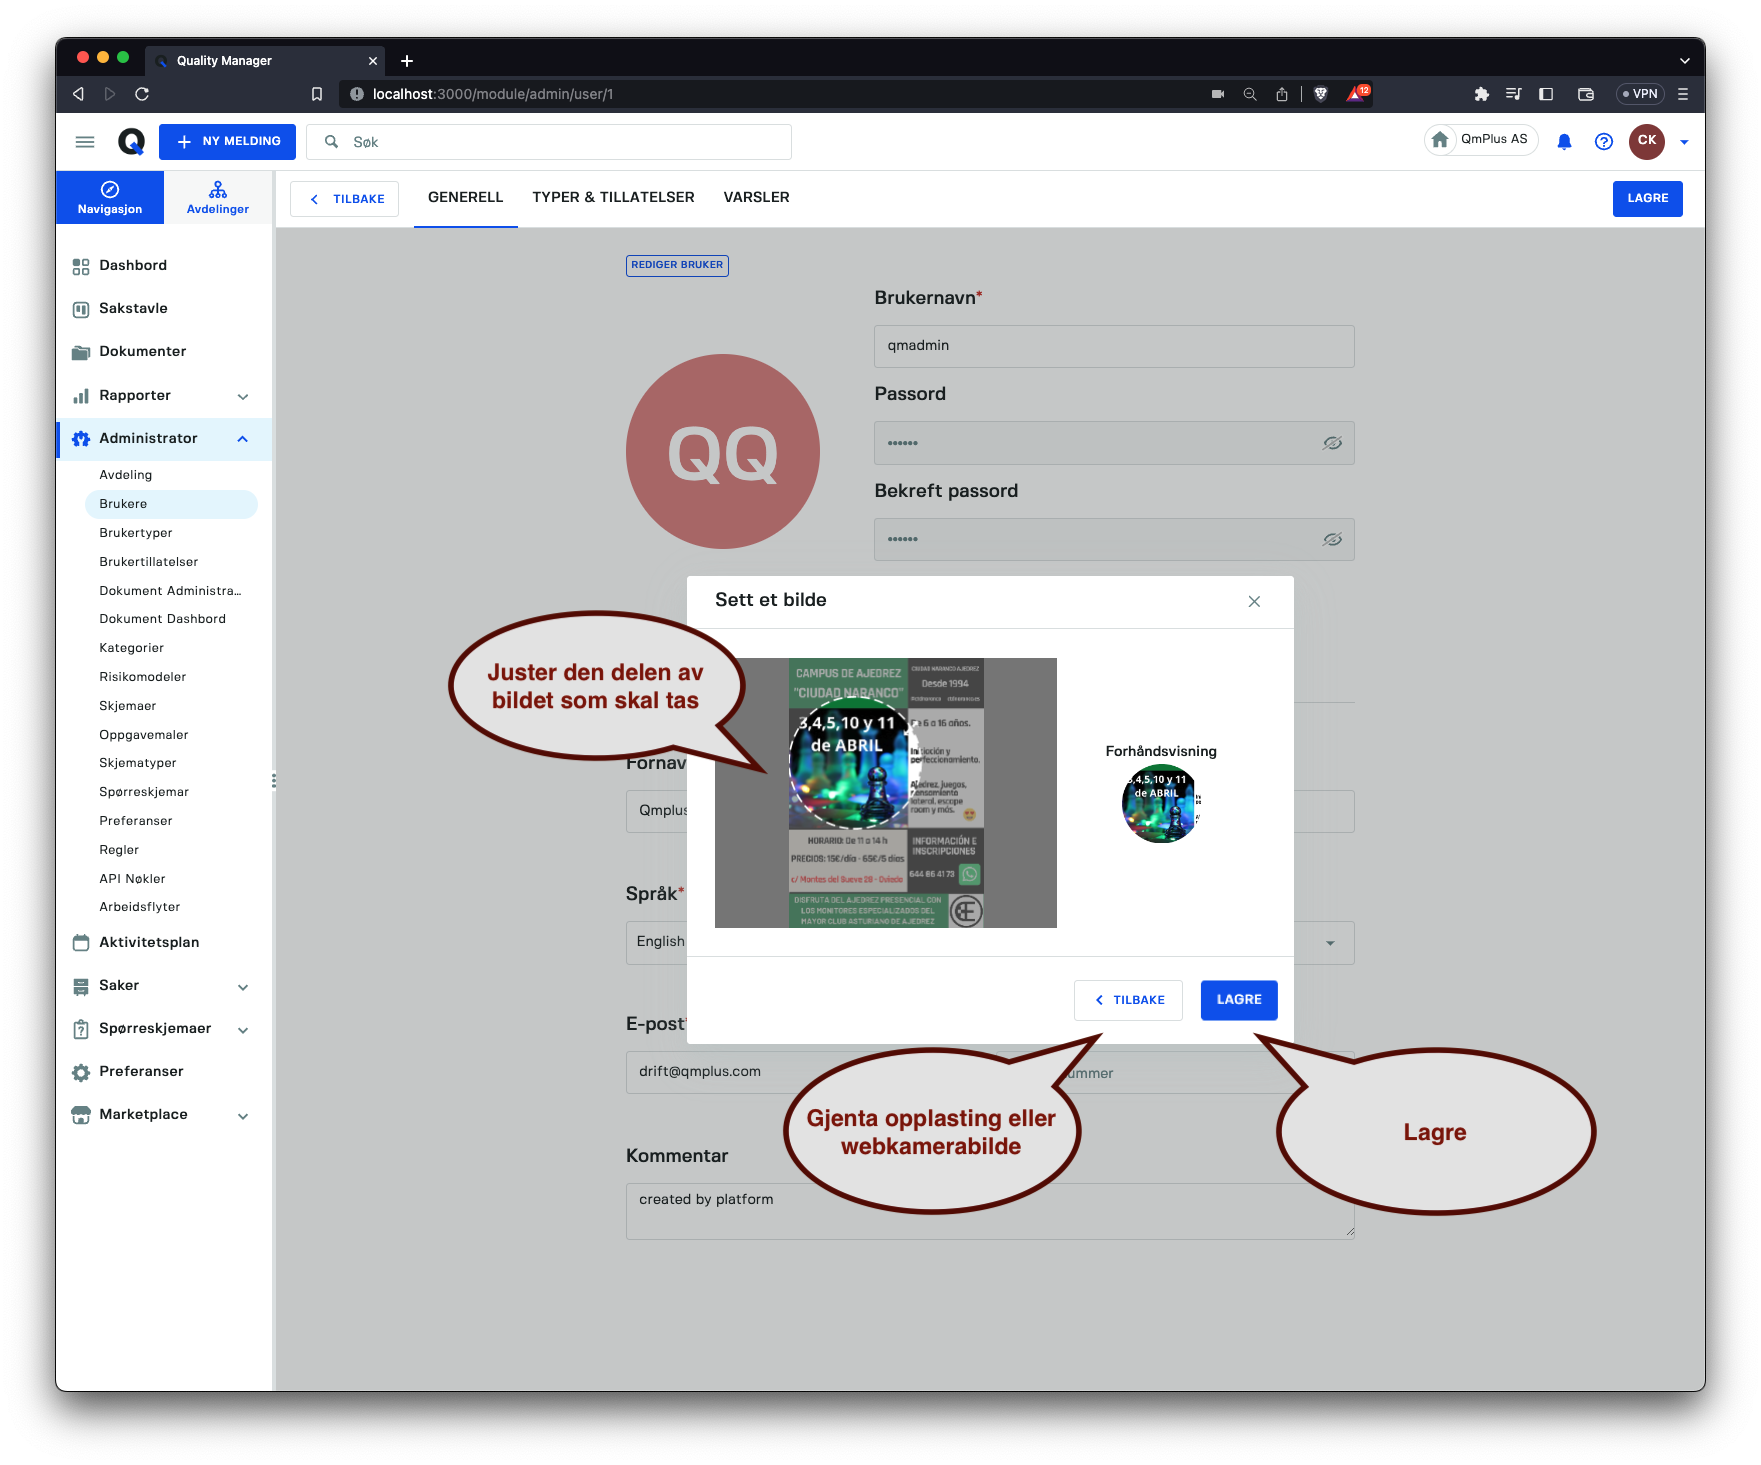 Quality Manager
localhost:3000/module/admin/user/1
12
VPN
NY MELDING
Søk
QmPlus AS
CK
Navigasjon
Avdelinger
TILBAKE
GENERELL
TYPER & TILLATELSER
VARSLER
LAGRE
Dashbord
Sakstavle
Dokumenter
Rapporter
Administrator
Avdeling
Brukere
Brukertyper
Brukertillatelser
Dokument Administra...
Dokument Dashbord
Kategorier
Risikomodeler
Skjemaer
Oppgavemaler
Skjematyper
Spørreskjemar
Preferanser
Regler
API Nøkler
Arbeidsflyter
Aktivitetsplan
Saker
Spørreskjemaer
Preferanser
Marketplace
REDIGER BRUKER
QQ
Brukernavn*
qmadmin
Passord
••••••
Bekreft passord
••••••
Sett et bilde
Juster den delen av
bildet som skal tas
CAMPUS DE AJEDREZ
"CIUDAD NARANCO"
CIUDAD NARANCO AJEDREZ
Desde 1994
3,4,5,10 y 11
de ABRIL
De 6 a 16 años.
Iniciación y
perfeccionamiento.
Ajedrez, juegos,
pensamiento
lateral, escape
room y más.
HORARIO: De 11 a 14 h
PRECIOS: 15€/día - 65€/5 días
c/ Montes del Sueve 28 - Oviedo
INFORMACIÓN E
INSCRIPCIONES
644 66 41 73
DISFRUTA DEL AJEDREZ PRESENCIAL CON
LOS MONITORES ESPECIALIZADOS DEL
MAYOR CLUB ASTURIANO DE AJEDREZ
Forhåndsvisning
3,4,5,10 y 11
de ABRIL
TILBAKE
LAGRE
Fornav
Qmplus
Språk*
English
E-post*
drift@qmplus.com
ummer
Gjenta opplasting eller
webkamerabilde
Lagre
Kommentar
created by platform